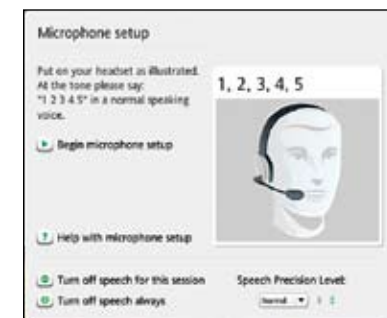 Microphone setup
Put on your headset as illustrated.
At the tone please say:
"1 2 3 4 5" in a normal speaking
voice.
1, 2, 3, 4, 5
Begin microphone setup
? Help with microphone setup
Turn off speech for this session
Turn off speech always
Speech Precision Level:
Normal